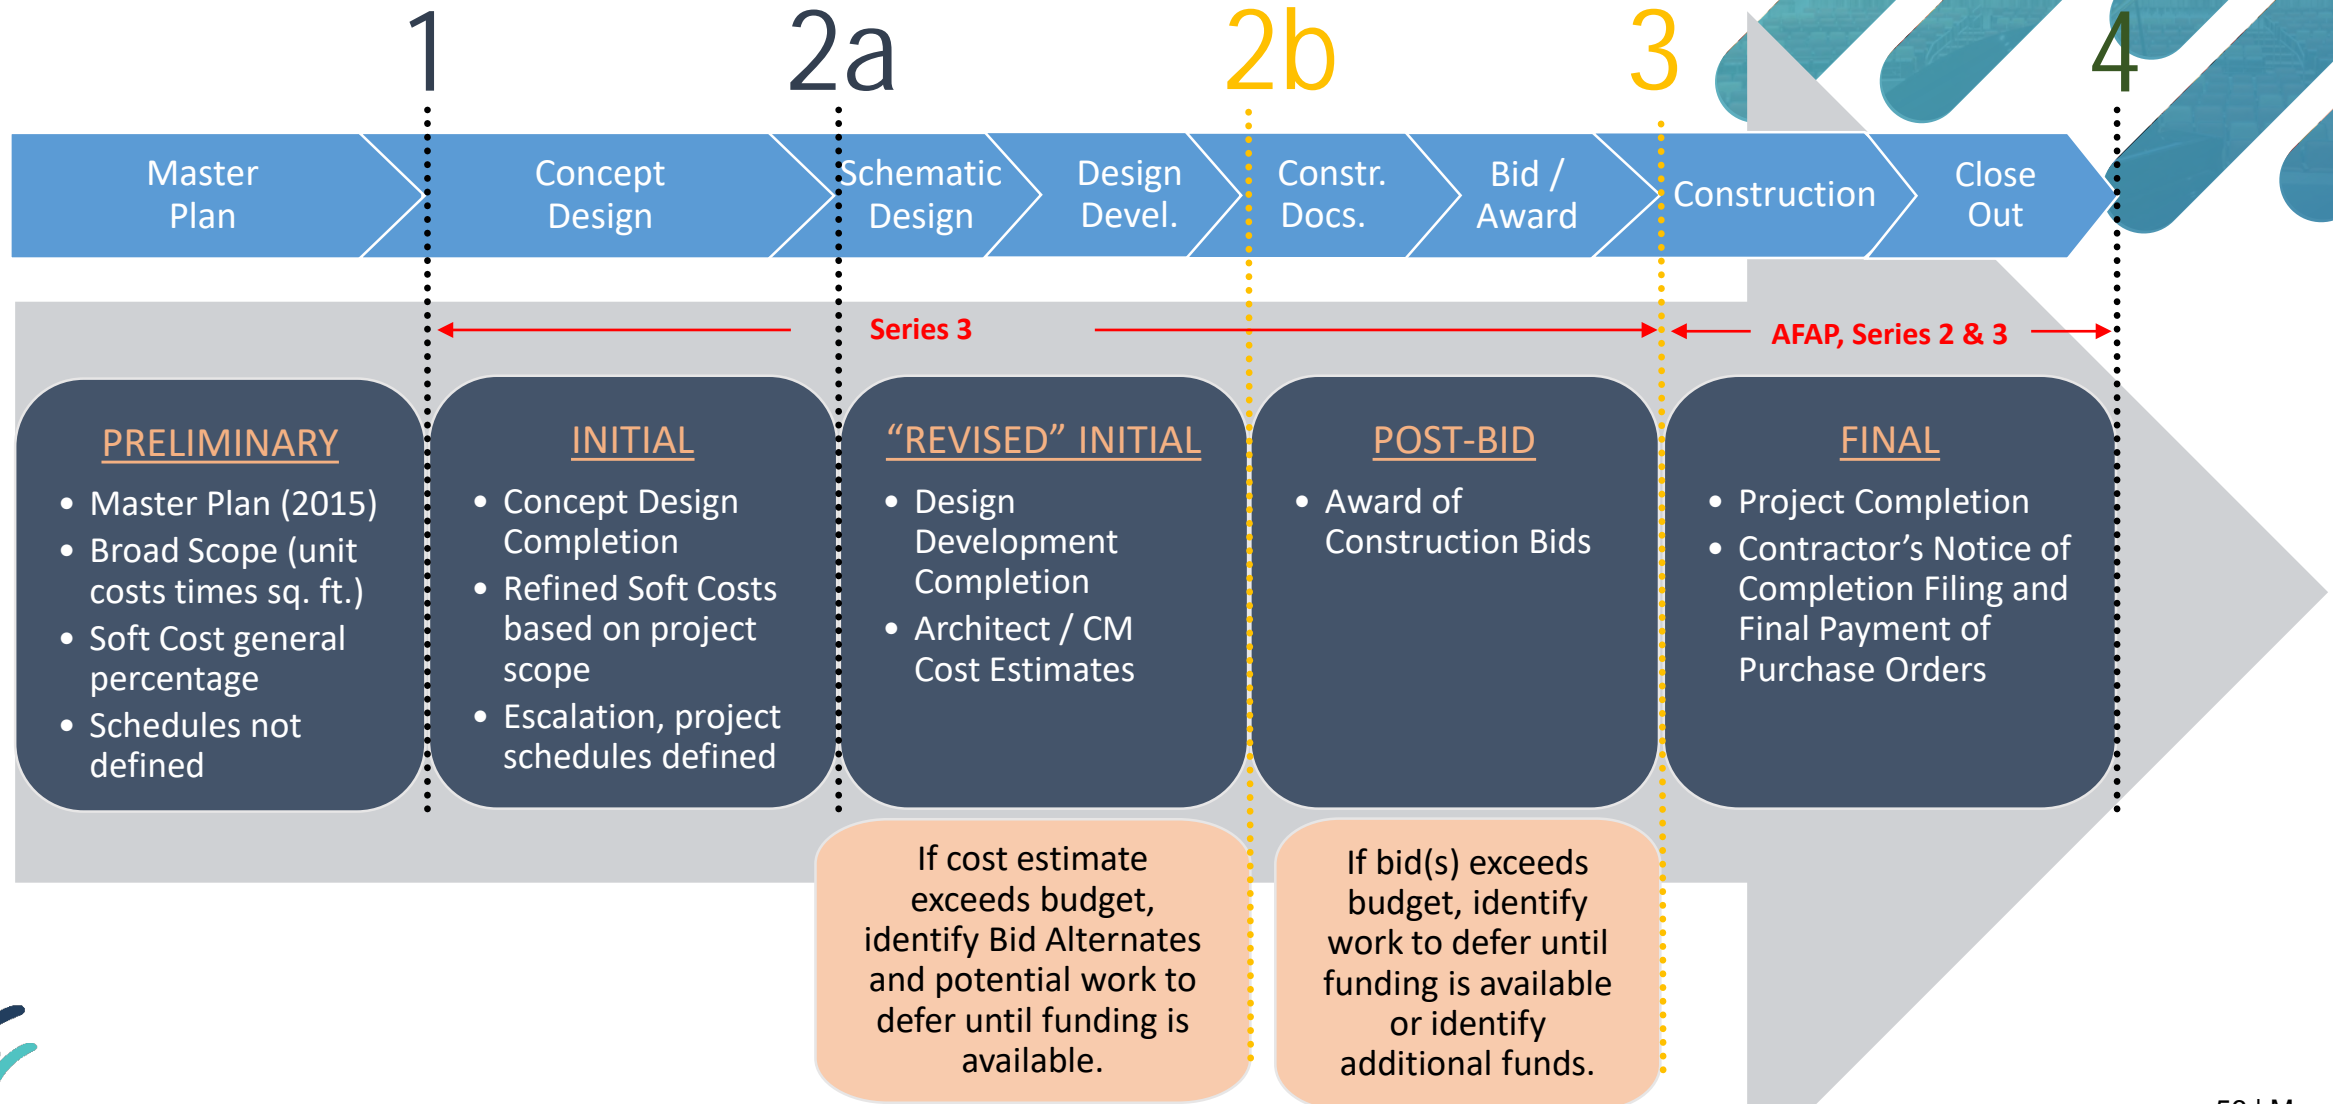 1
2a
2b
3
4
Master
Plan
Concept
Design
Schematic
Design
Design
Devel.
Constr.
Docs.
Bid /
Award
Construction
Close
Out
Series 3
AFAP, Series 2 & 3
PRELIMINARY
• Master Plan (2015)
• Broad Scope (unit
costs times sq. ft.)
• Soft Cost general
percentage
• Schedules not
defined
INITIAL
• Concept Design
Completion
• Refined Soft Costs
based on project
scope
• Escalation, project
schedules defined
“REVISED” INITIAL
• Design
Development
Completion
• Architect / CM
Cost Estimates
POST-BID
• Award of
Construction Bids
FINAL
• Project Completion
• Contractor’s Notice of
Completion Filing and
Final Payment of
Purchase Orders
If cost estimate
exceeds budget,
identify Bid Alternates
and potential work to
defer until funding is
available.
If bid(s) exceeds
budget, identify
work to defer until
funding is available
or identify
additional funds.